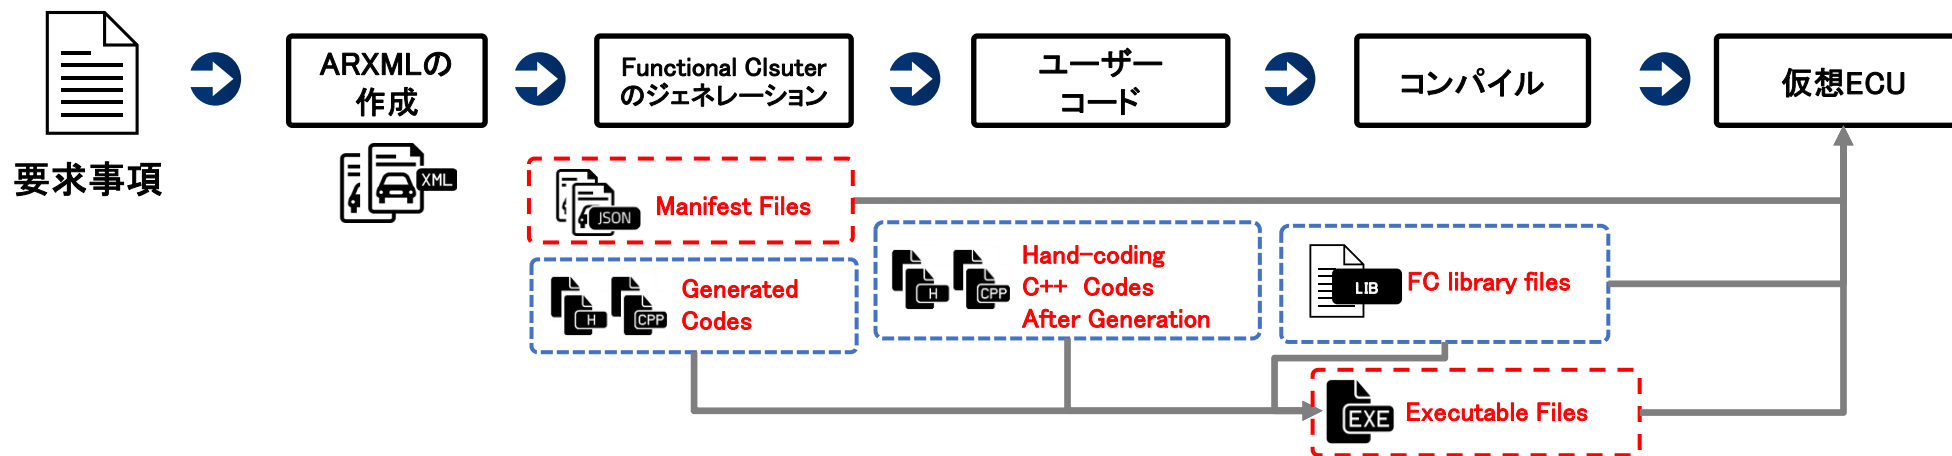 要求事項
ARXMLの
作成
XML
Functional Clsuter
のジェネレーション
ユーザー
コード
コンパイル
仮想ECU
JSON
Manifest Files
H
CPP
Generated
Codes
H
CPP
Hand-coding
C++ Codes
After Generation
LIB
FC library files
EXE
Executable Files